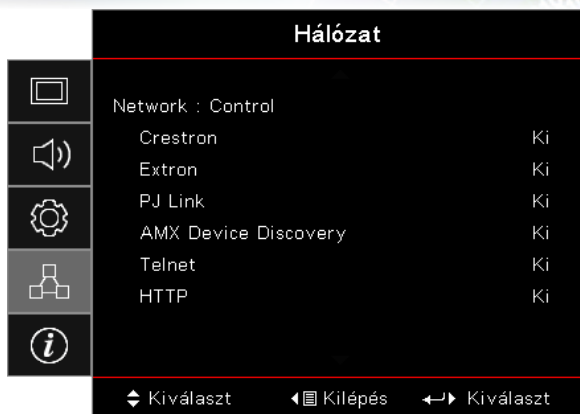 Hálózat
Network : Control
Crestron Ki
Extron Ki
PJ Link Ki
AMX Device Discovery Ki
Telnet Ki
HTTP Ki
Kiválaszt Kilépés Kiválaszt